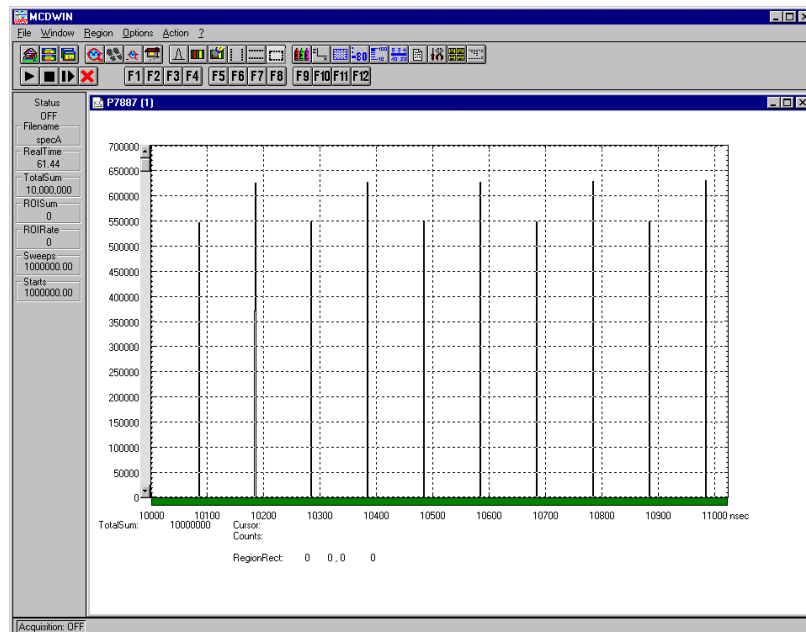 MCDWIN
File Window Region Options Action ?
F1 F2 F3 F4 F5 F6 F7 F8 F9 F10 F11 F12
Status
OFF
Filename
specA
RealTime
61.44
TotalSum
10,000,000
ROISum
0
ROIRate
0
Sweeps
1000000.00
Starts
1000000.00
P7887 (1)
700000
650000
600000
550000
500000
450000
400000
350000
300000
250000
200000
150000
100000
50000
0
10000 10100 10200 10300 10400 10500 10600 10700 10800 10900 11000 nsec
TotalSum: 10000000 Cursor:
Counts:
RegionRect: 0 0 , 0 0
Acquisition: OFF